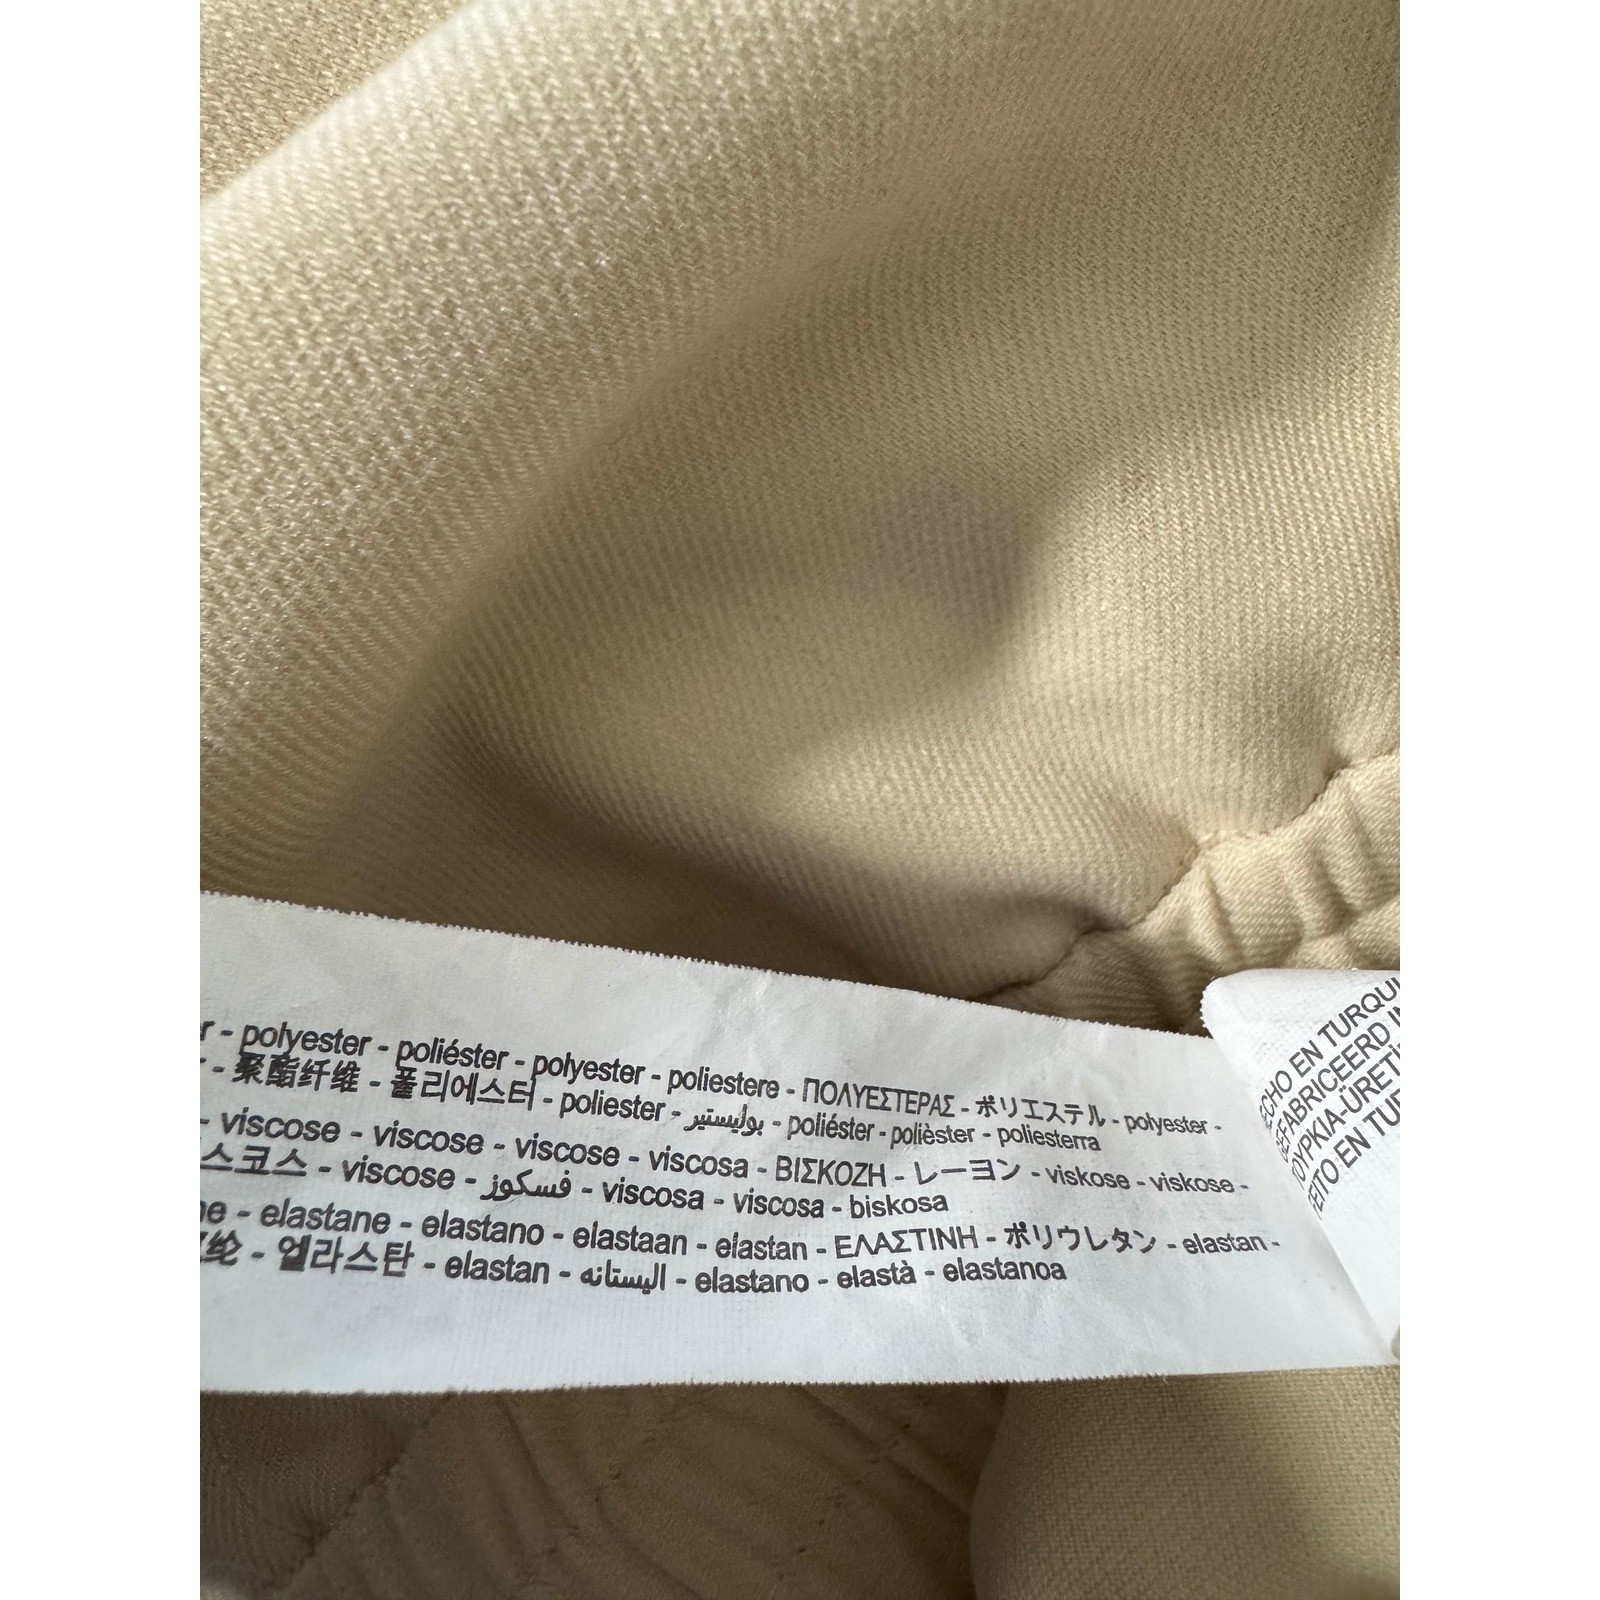 - polyester - poliéster - polyester - poliestere - ΠΟΛΥΕΣΤΕΡΑΣ - ポリエステル - polyester -
- 聚酯纤维 - 폴리에스터 - poliester - بوليستير - poliéster - polièster - poliesterra
- viscose - viscose - viscose - viscosa - ΒΙΣΚΟΖΗ - レーヨン - viskose - viskose -
스코스 - viscose - فسكوز - viscosa - viscosa - biskosa
ne - elastane - elastano - elastaan - elastan - ΕΛΑΣΤΙΝΗ - ポリウレタン - elastan -
纶 - 엘라스탄 - elastan - اليستانه - elastano - elastà - elastanoa
ECHO EN TURQU
GEFABRICEERD IN
ΤΟΥΡΚΙΑ-ÜRETİ
FEITO EN TU